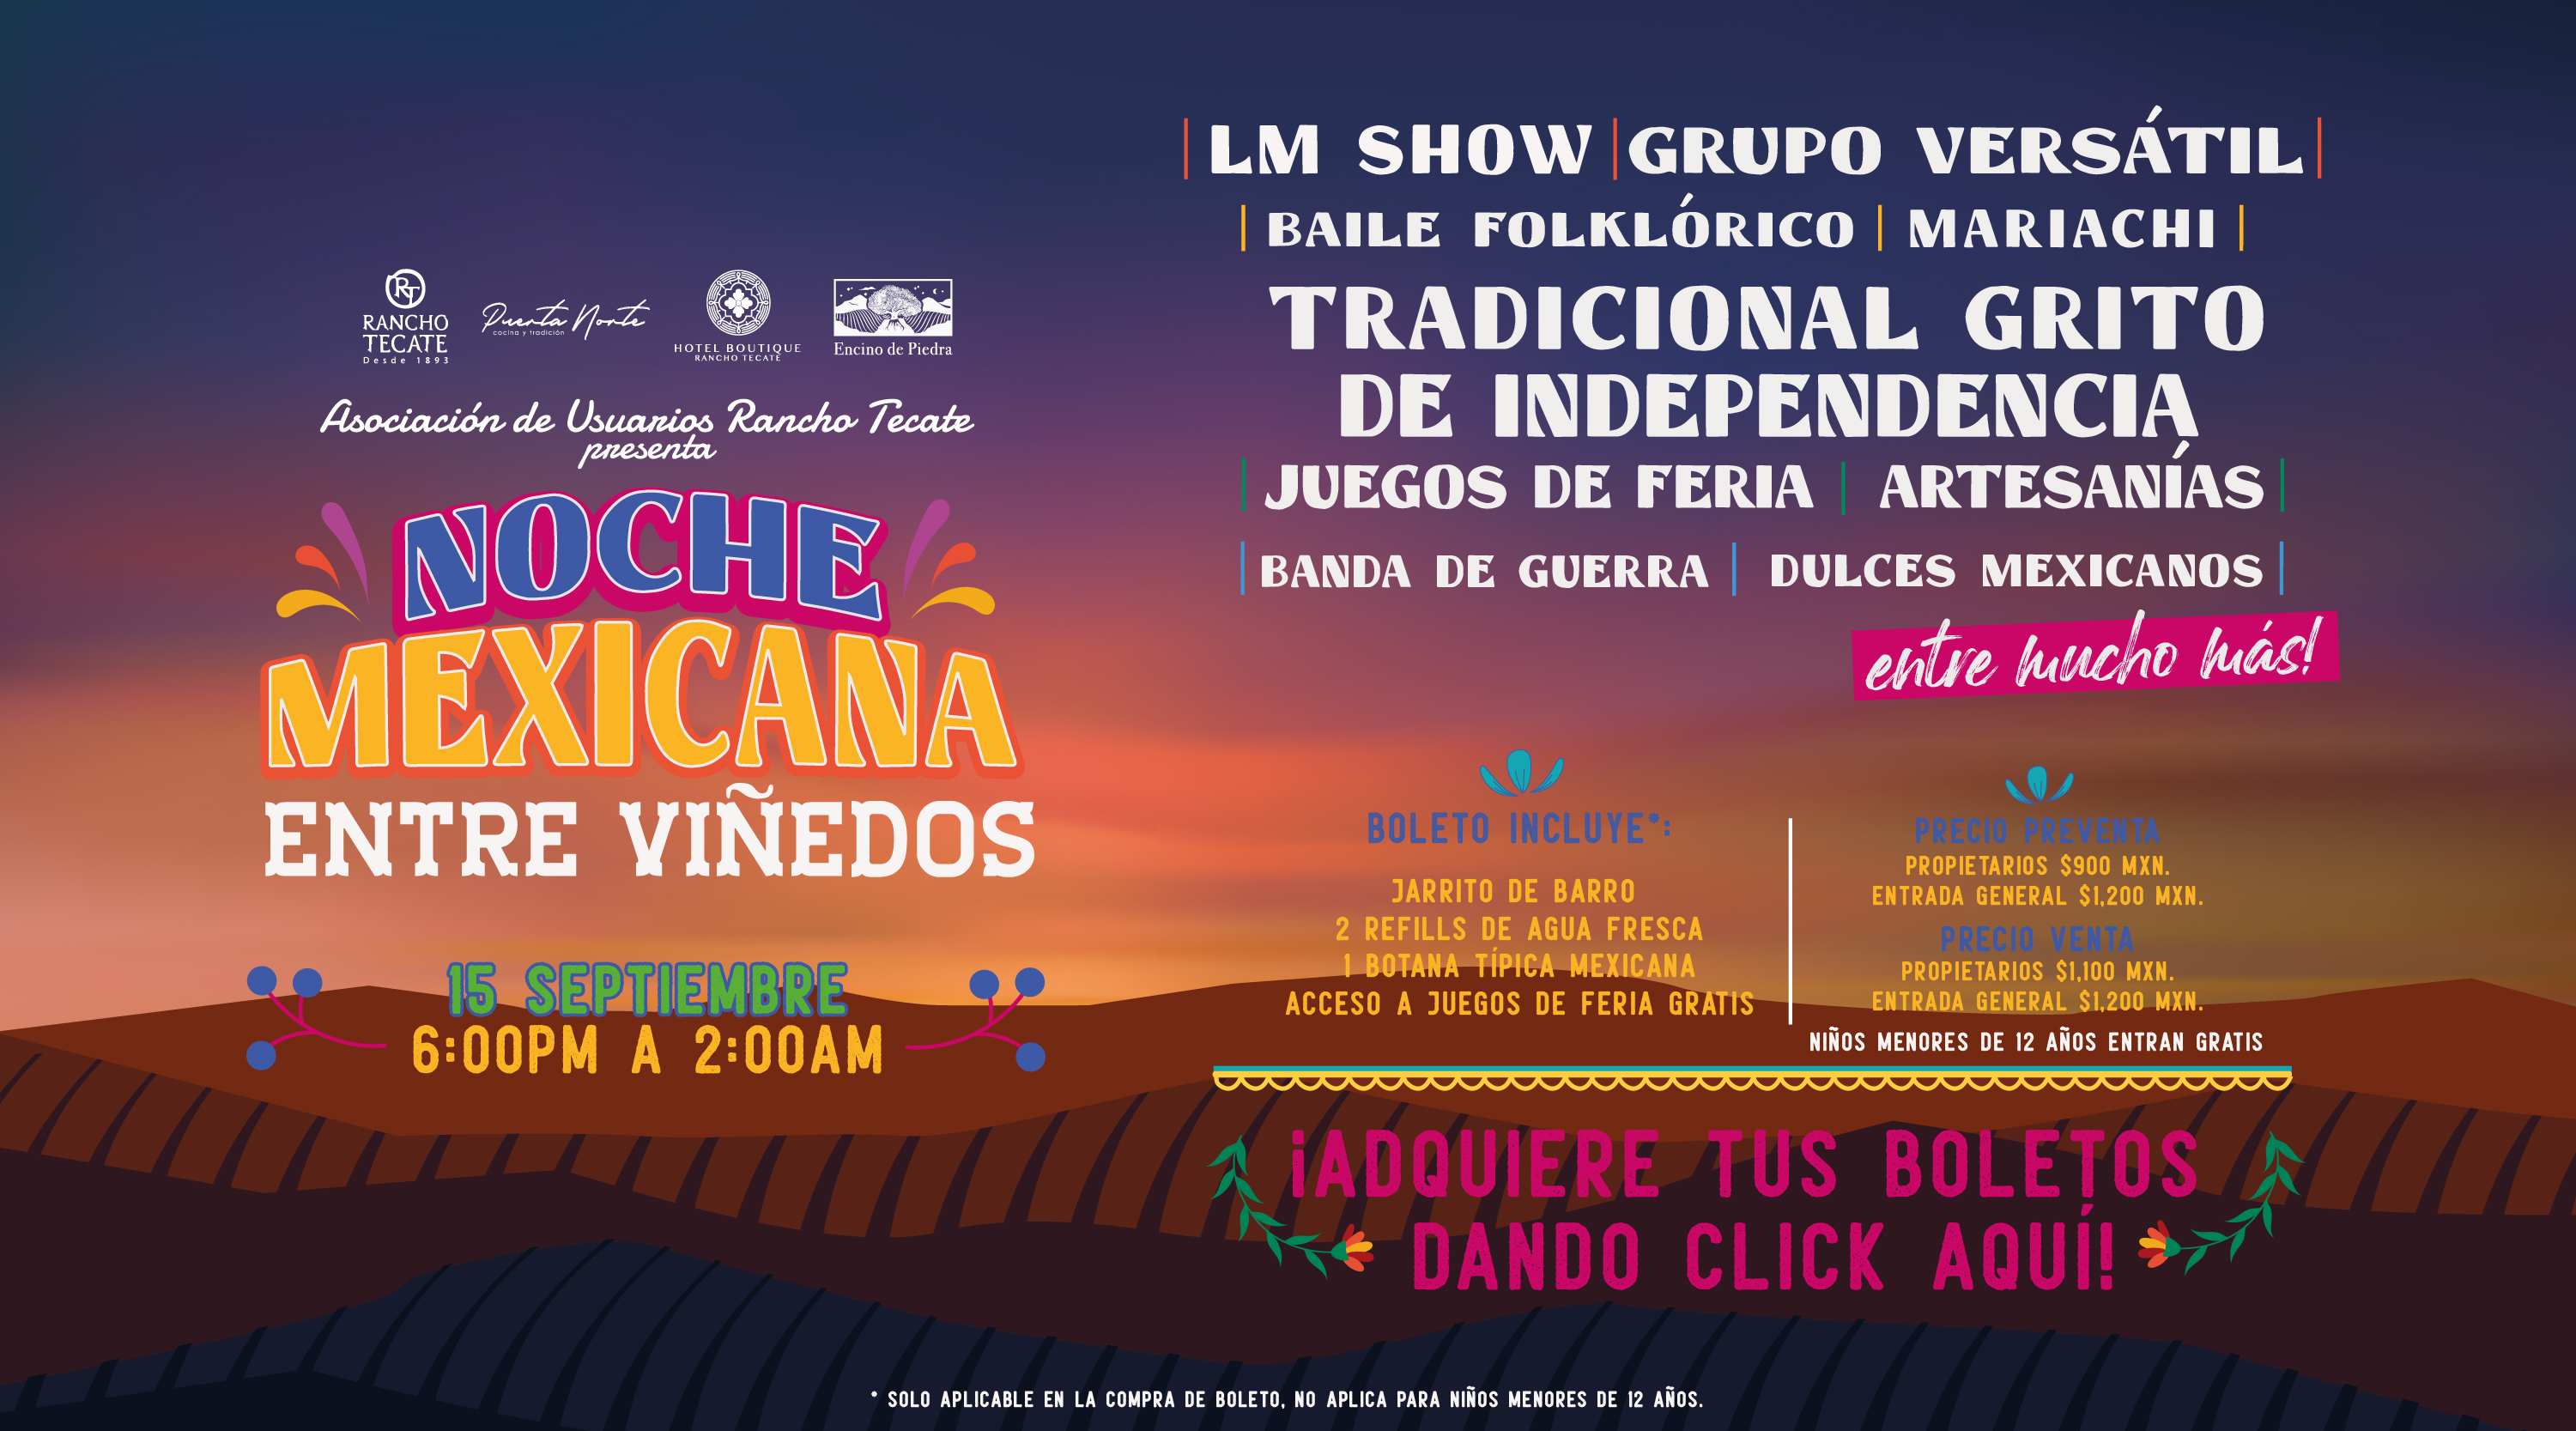 RANCHO
TECATE
Desde 1893
Puerta Norte
cocina y tradición
HOTEL BOUTIQUE
RANCHO TECATE
Encino de Piedra
Asociación de Usuarios Rancho Tecate
presenta
NOCHE
MEXICANA
ENTRE VIÑEDOS
15 SEPTIEMBRE
6:00PM A 2:00AM
| LM SHOW | GRUPO VERSÁTIL |
| BAILE FOLKLÓRICO | MARIACHI |
TRADICIONAL GRITO
DE INDEPENDENCIA
| JUEGOS DE FERIA | ARTESANÍAS |
| BANDA DE GUERRA | DULCES MEXICANOS |
entre mucho más!
BOLETO INCLUYE*:
JARRITO DE BARRO
2 REFILLS DE AGUA FRESCA
1 BOTANA TÍPICA MEXICANA
ACCESO A JUEGOS DE FERIA GRATIS
PRECIO PREVENTA
PROPIETARIOS $900 MXN.
ENTRADA GENERAL $1,200 MXN.
PRECIO VENTA
PROPIETARIOS $1,100 MXN.
ENTRADA GENERAL $1,200 MXN.
NIÑOS MENORES DE 12 AÑOS ENTRAN GRATIS
¡ADQUIERE TUS BOLETOS
DANDO CLICK AQUÍ!
* SOLO APLICABLE EN LA COMPRA DE BOLETO, NO APLICA PARA NIÑOS MENORES DE 12 AÑOS.